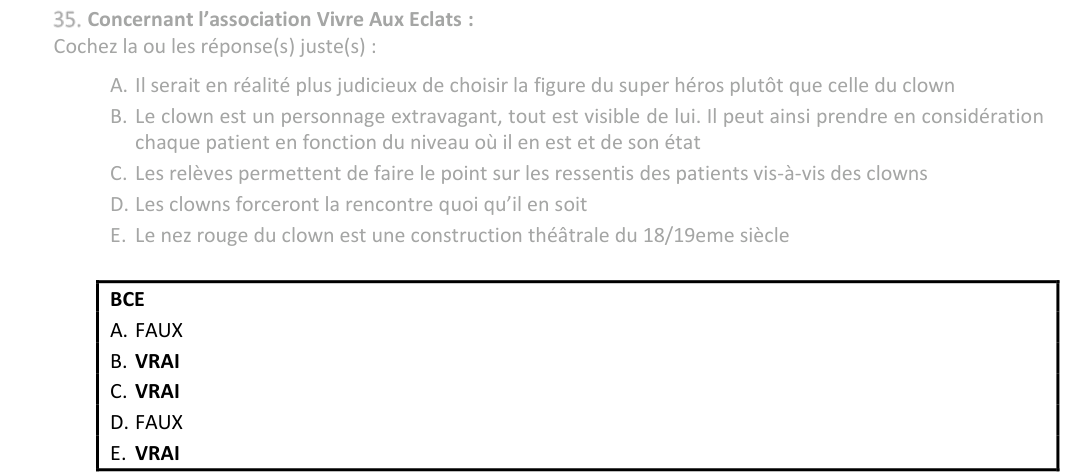 35. Concernant l'association Vivre Aux Eclats :
Cochez la ou les réponse(s) juste(s) :
A. Il serait en réalité plus judicieux de choisir la figure du super héros plutôt que celle du clown
B. Le clown est un personnage extravagant, tout est visible de lui. Il peut ainsi prendre en considération
chaque patient en fonction du niveau où il en est et de son état
C. Les relèves permettent de faire le point sur les ressentis des patients vis-à-vis des clowns
D. Les clowns forceront la rencontre quoi qu'il en soit
E. Le nez rouge du clown est une construction théâtrale du 18/19eme siècle
BCE
A. FAUX
B. VRAI
C. VRAI
D. FAUX
E. VRAI